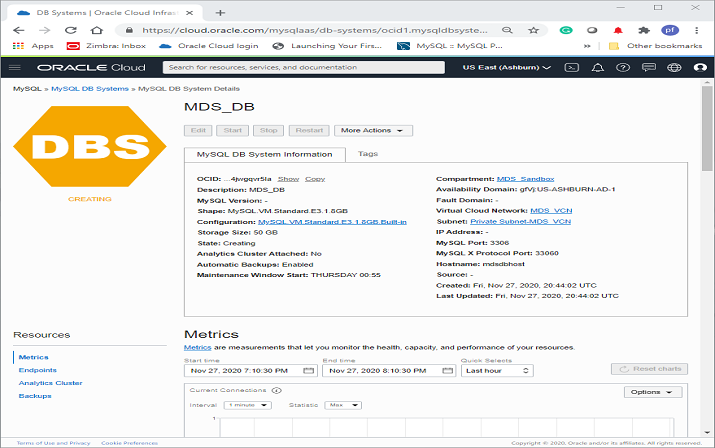 DB Systems | Oracle Cloud Infras
https://cloud.oracle.com/mysqlaas/db-systems/ocid1.mysqldbsyste...
pf
Apps Zimbra: Inbox Oracle Cloud login Launching Your Firs... MySQL = MySQL P... » Other bookmarks
ORACLE Cloud Search for resources, services, and documentation US East (Ashburn)
MySQL » MySQL DB Systems » MySQL DB System Details
DBS
CREATING
MDS_DB
Edit Start Stop Restart More Actions
MySQL DB System Information Tags
OCID: ...4jwgqvr5la Show Copy
Description: MDS_DB
MySQL Version: -
Shape: MySQL.VM.Standard.E3.1.8GB
Configuration: MySQL.VM.Standard.E3.1.8GB.Built-in
Storage Size: 50 GB
State: Creating
Analytics Cluster Attached: No
Automatic Backups: Enabled
Maintenance Window Start: THURSDAY 00:55
Compartment: MDS_Sandbox
Availability Domain: gfVj:US-ASHBURN-AD-1
Fault Domain: -
Virtual Cloud Network: MDS_VCN
Subnet: Private Subnet-MDS_VCN
IP Address: -
MySQL Port: 3306
MySQL X Protocol Port: 33060
Hostname: mdsdbhost
Source: -
Created: Fri, Nov 27, 2020, 20:44:02 UTC
Last Updated: Fri, Nov 27, 2020, 20:44:02 UTC
Resources
Metrics
Endpoints
Analytics Cluster
Backups
Metrics
Metrics are measurements that let you monitor the health, capacity, and performance of your resources.
Start time End time Quick Selects
Nov 27, 2020 7:10:30 PM Nov 27, 2020 8:10:30 PM Last hour Reset charts
Current Connections Options
Interval 1 minute Statistic Max
1
Terms of Use and Privacy Cookie Preferences Copyright © 2020, Oracle and/or its affiliates. All rights reserved.